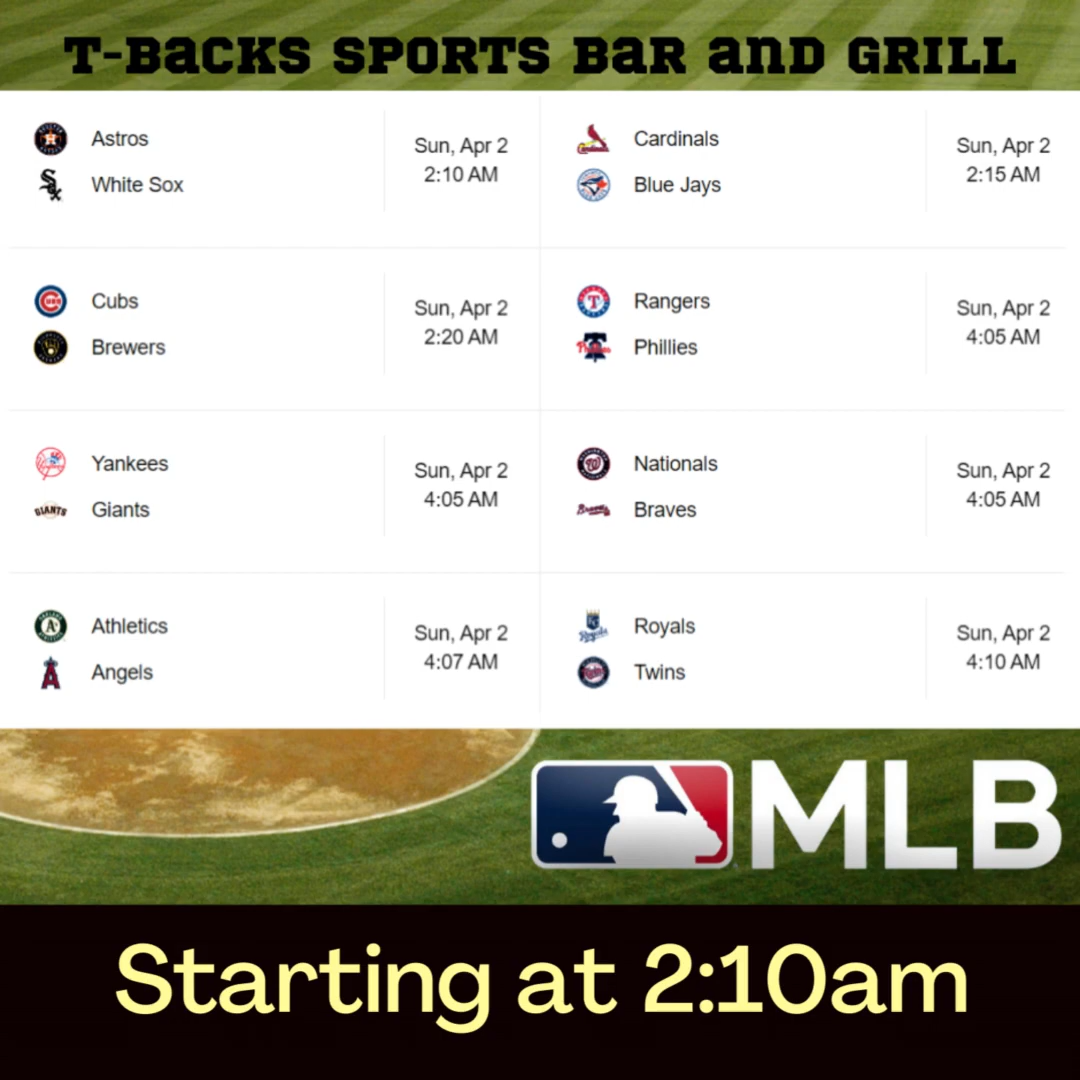 T-BACKS SPORTS BAR AND GRILL
Astros
White Sox
Sun, Apr 2
2:10 AM
Cardinals
Blue Jays
Sun, Apr 2
2:15 AM
Cubs
Brewers
Sun, Apr 2
2:20 AM
Rangers
Phillies
Sun, Apr 2
4:05 AM
Yankees
Giants
Sun, Apr 2
4:05 AM
Nationals
Braves
Sun, Apr 2
4:05 AM
Athletics
Angels
Sun, Apr 2
4:07 AM
Royals
Twins
Sun, Apr 2
4:10 AM
MLB
Starting at 2:10am